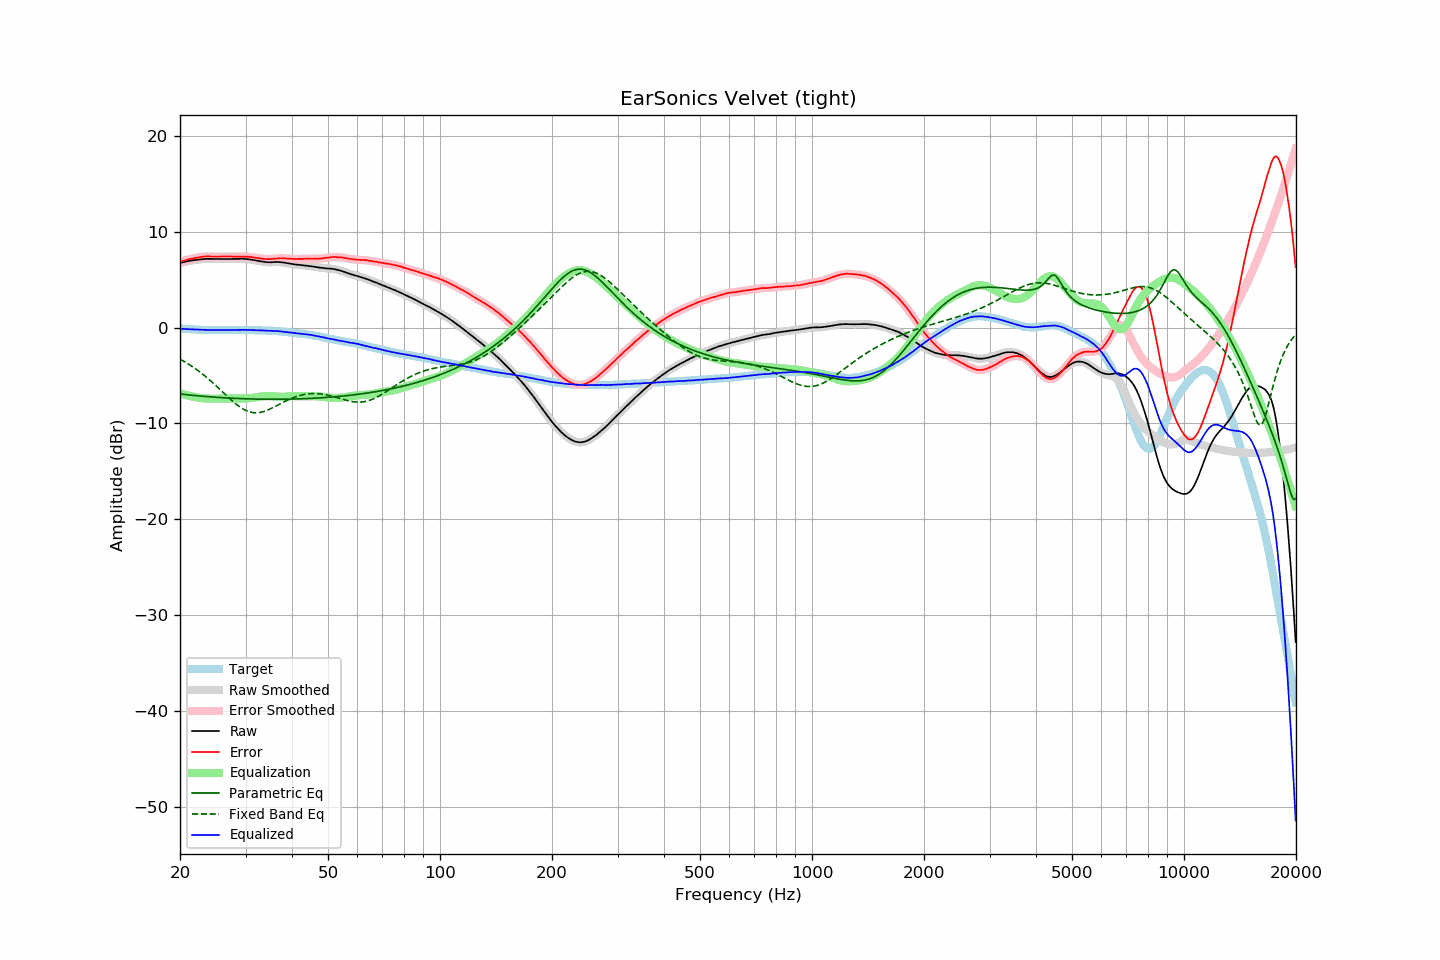 EarSonics Velvet (tight)
20
10
0
−10
−20
−30
−40
−50
Amplitude (dBr)
Target
Raw Smoothed
Error Smoothed
Raw
Error
Equalization
Parametric Eq
Fixed Band Eq
Equalized
20 50 100 200 500 1000 2000 5000 10000 20000
Frequency (Hz)